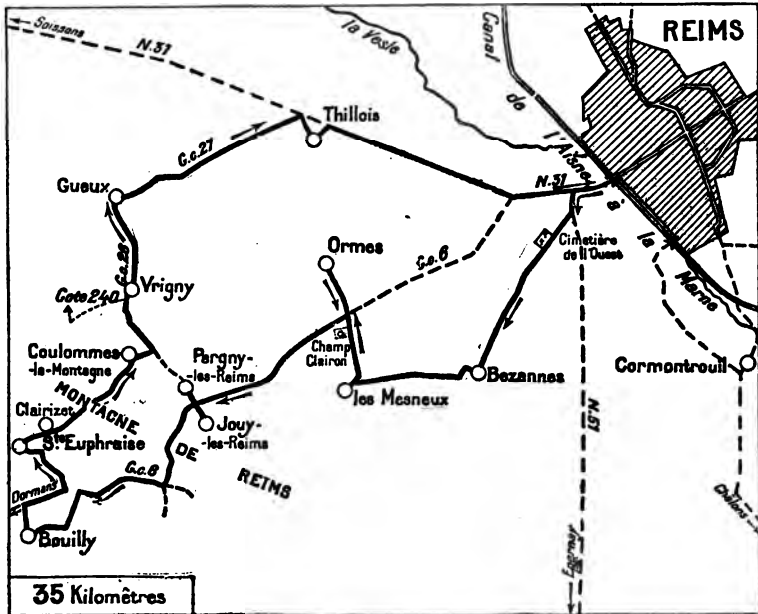 Soissons
N.31
la Vesle
Canal
de
l'Aisne
à
la
Marne
REIMS
Thillois
G.c.27
Gueux
N.31
Cimetière
de l'Ouest
Ormes
G.c.6
G.c.26
Vrigny
Cote 240
Champ
Clairon
Coulommes
-la-Montagne
Pargny-
-les-Reims
Bezannes
Cormontreuil
MONTAGNE
DE
REIMS
les Mesneux
Clairizet
Jouy-
-les-Reims
Ste Euphraise
N.51
G.c.6
Dormans
Châlons
Bouilly
Epernay
35 Kilomètres